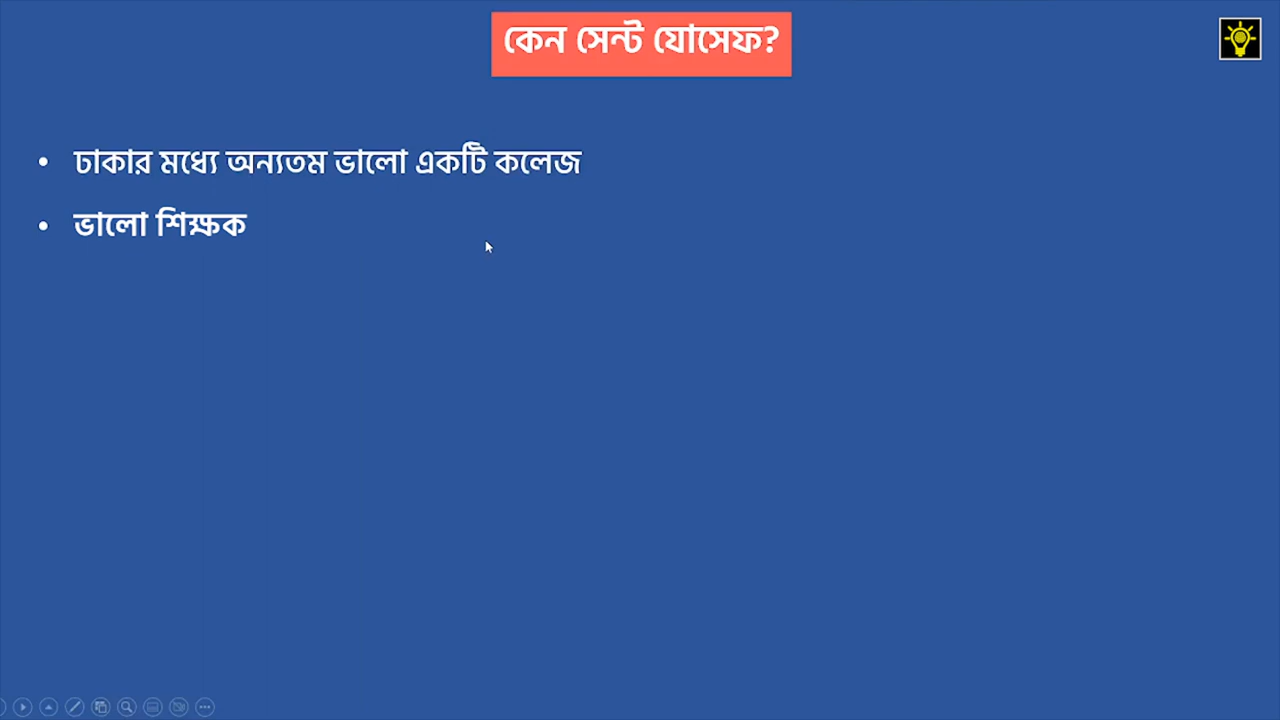 কেন সেন্ট যোসেফ?
• ঢাকার মধ্যে অন্যতম ভালো একটি কলেজ
• ভালো শিক্ষক